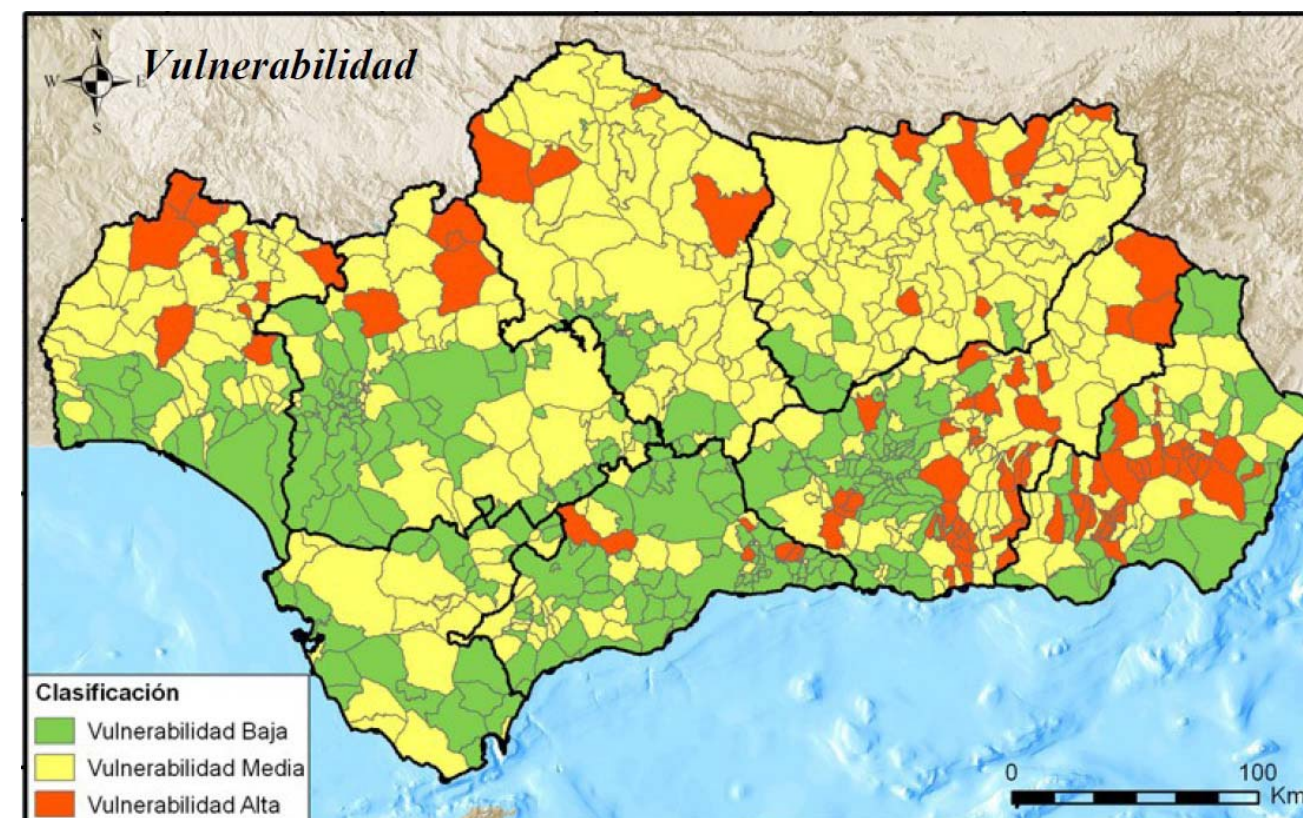 Vulnerabilidad
N
W
E
S
Clasificación
Vulnerabilidad Baja
Vulnerabilidad Media
Vulnerabilidad Alta
0 100
Km